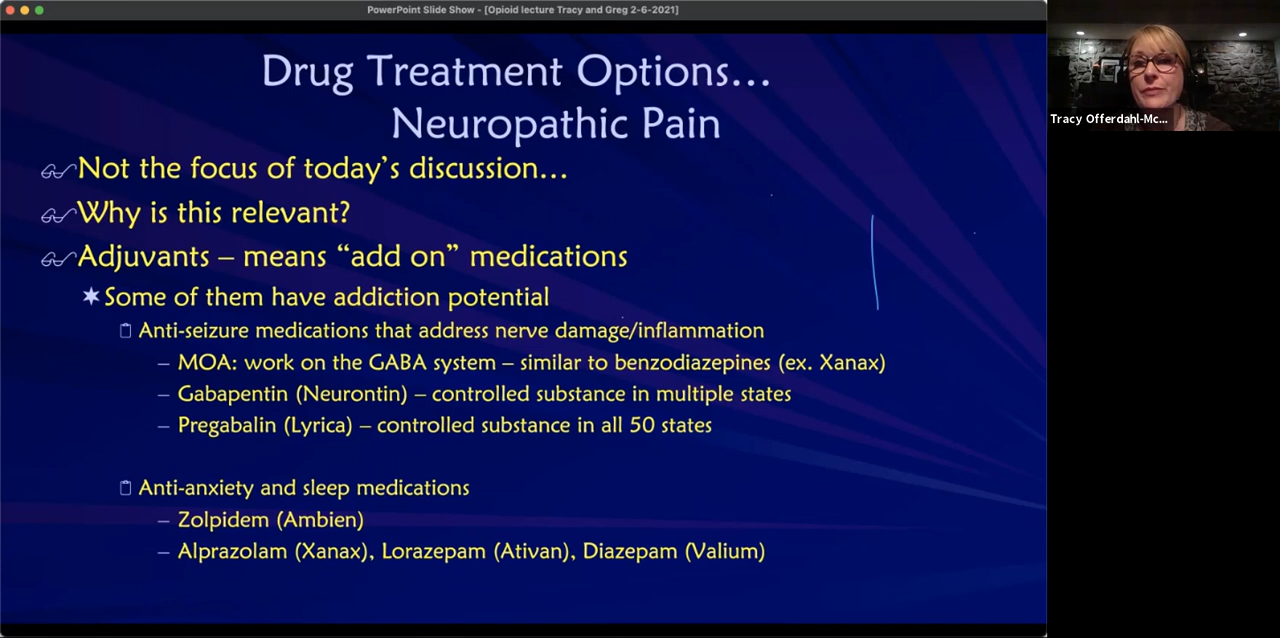 PowerPoint Slide Show - [Opioid lecture Tracy and Greg 2-6-2021]
Drug Treatment Options…
Neuropathic Pain
Not the focus of today’s discussion…
Why is this relevant?
Adjuvants – means “add on” medications
Some of them have addiction potential
Anti-seizure medications that address nerve damage/inflammation
– MOA: work on the GABA system – similar to benzodiazepines (ex. Xanax)
– Gabapentin (Neurontin) – controlled substance in multiple states
– Pregabalin (Lyrica) – controlled substance in all 50 states
Anti-anxiety and sleep medications
– Zolpidem (Ambien)
– Alprazolam (Xanax), Lorazepam (Ativan), Diazepam (Valium)
Tracy Offerdahl-Mc...